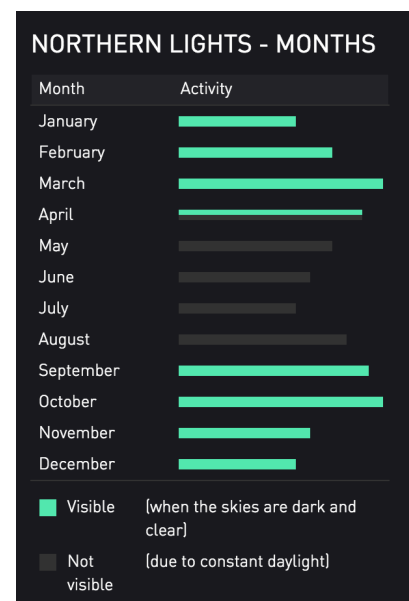 NORTHERN LIGHTS - MONTHS
Month Activity
January
February
March
April
May
June
July
August
September
October
November
December
Visible (when the skies are dark and
clear)
Not (due to constant daylight)
visible